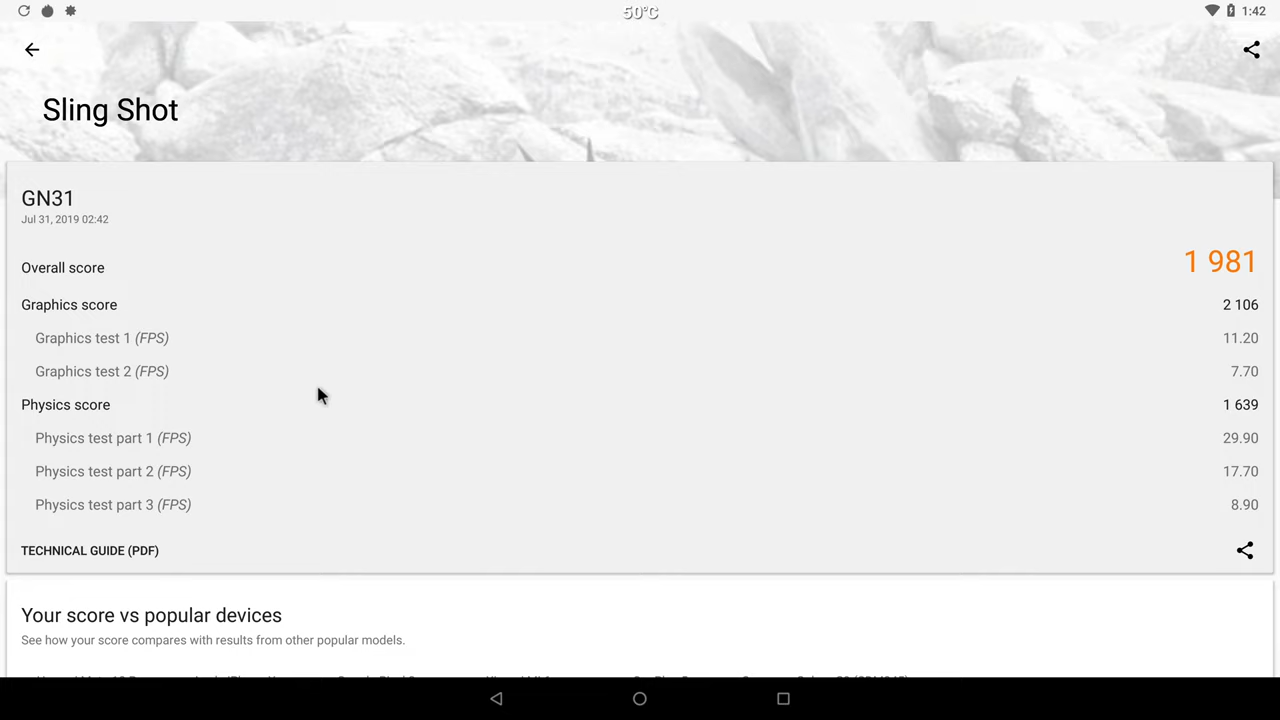 50°C
1:42
Sling Shot
GN31
Jul 31, 2019 02:42
Overall score 1 981
Graphics score 2 106
Graphics test 1 (FPS) 11.20
Graphics test 2 (FPS) 7.70
Physics score 1 639
Physics test part 1 (FPS) 29.90
Physics test part 2 (FPS) 17.70
Physics test part 3 (FPS) 8.90
TECHNICAL GUIDE (PDF)
Your score vs popular devices
See how your score compares with results from other popular models.